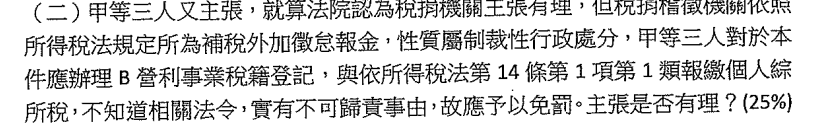 （二）甲等三人又主張，就算法院認為稅捐機關主張有理，但稅捐稽徵機關依照
所得稅法規定所為補稅外加徵怠報金，性質屬制裁性行政處分，甲等三人對於本
件應辦理 B 營利事業稅籍登記，與依所得稅法第 14 條第 1 項第 1 類報繳個人綜
所稅，不知道相關法令，實有不可歸責事由，故應予以免罰。主張是否有理？(25%)